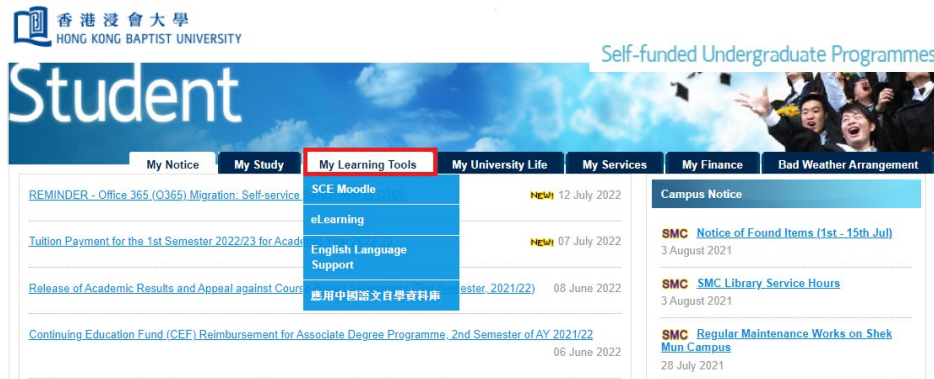 香港浸會大學
HONG KONG BAPTIST UNIVERSITY
Self-funded Undergraduate Programmes
Student
My Notice My Study My Learning Tools My University Life My Services My Finance Bad Weather Arrangement
SCE Moodle
eLearning
English Language
Support
應用中國語文自學資料庫
REMINDER - Office 365 (O365) Migration: Self-service NEW! 12 July 2022
Tuition Payment for the 1st Semester 2022/23 for Acade NEW! 07 July 2022
Release of Academic Results and Appeal against Cours ester, 2021/22) 08 June 2022
Continuing Education Fund (CEF) Reimbursement for Associate Degree Programme, 2nd Semester of AY 2021/22
06 June 2022
Campus Notice
SMC Notice of Found Items (1st - 15th Jul)
3 August 2021
SMC SMC Library Service Hours
3 August 2021
SMC Regular Maintenance Works on Shek
Mun Campus
28 July 2021